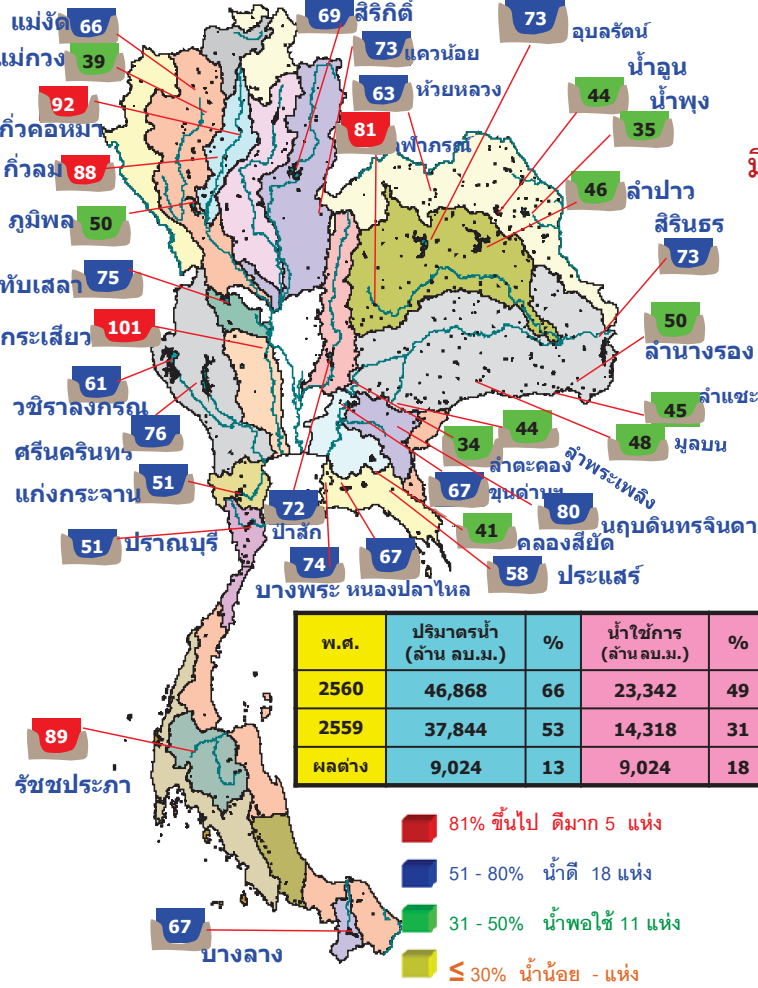 แม่งัด 66
69 สิริกิติ์
73 อุบลรัตน์
แม่กวง 39
73 แควน้อย
44 น้ำอูน
92
63 ห้วยหลวง
น้ำพุง 35
กิ่วคอหมา
81 ฬาภรณ์
มิ
กิ่วลม 88
46 ลำปาว
ภูมิพล 50
สิรินธร 73
ทับเสลา 75
กระเสียว 101
50 ลำนางรอง
61 วชิราลงกรณ
45 ลำแชะ
76 ศรีนครินทร
34 ลำตะคอง
44 ลำพระเพลิง
48 มูลบน
แก่งกระจาน 51
72 ป่าสัก
67
80 นฤบดินทรจินดา
51 ปราณบุรี
41 คลองสียัด
74 บางพระ
67 หนองปลาไหล
58 ประแสร์
พ.ศ. ปริมาตรน้ำ (ล้าน ลบ.ม.) % น้ำใช้การ (ล้าน ลบ.ม.) %
2560 46,868 66 23,342 49
2559 37,844 53 14,318 31
ผลต่าง 9,024 13 9,024 18
89 รัชชประภา
81% ขึ้นไป ดีมาก 5 แห่ง
51 - 80% น้ำดี 18 แห่ง
31 - 50% น้ำพอใช้ 11 แห่ง
≤ 30% น้ำน้อย - แห่ง
67 บางลาง